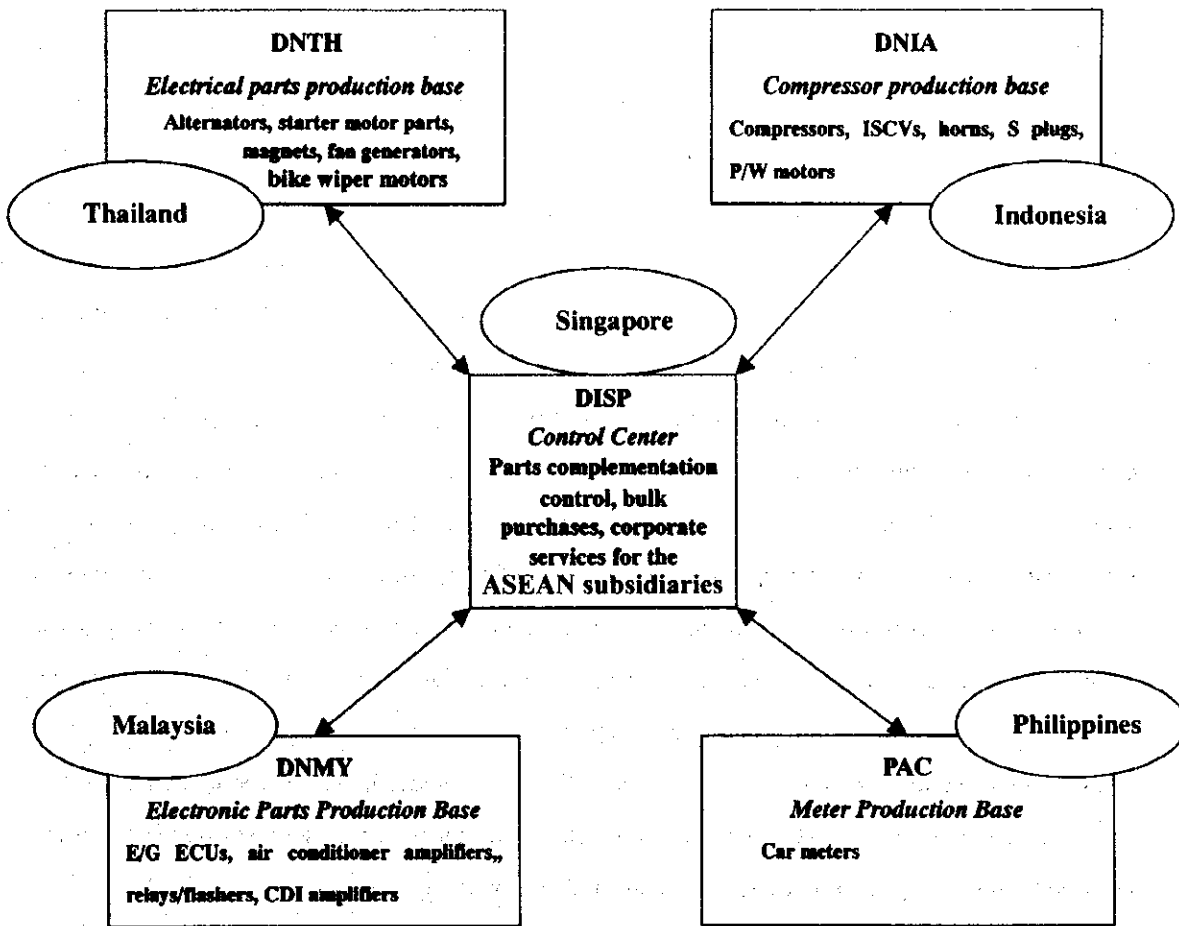 DNTH
Electrical parts production base
Alternators, starter motor parts,
magnets, fan generators,
bike wiper motors
Thailand
DNIA
Compressor production base
Compressors, ISCVs, horns, S plugs,
P/W motors
Indonesia
Singapore
DISP
Control Center
Parts complementation
control, bulk
purchases, corporate
services for the
ASEAN subsidiaries
Malaysia
DNMY
Electronic Parts Production Base
E/G ECUs, air conditioner amplifiers,,
relays/flashers, CDI amplifiers
Philippines
PAC
Meter Production Base
Car meters